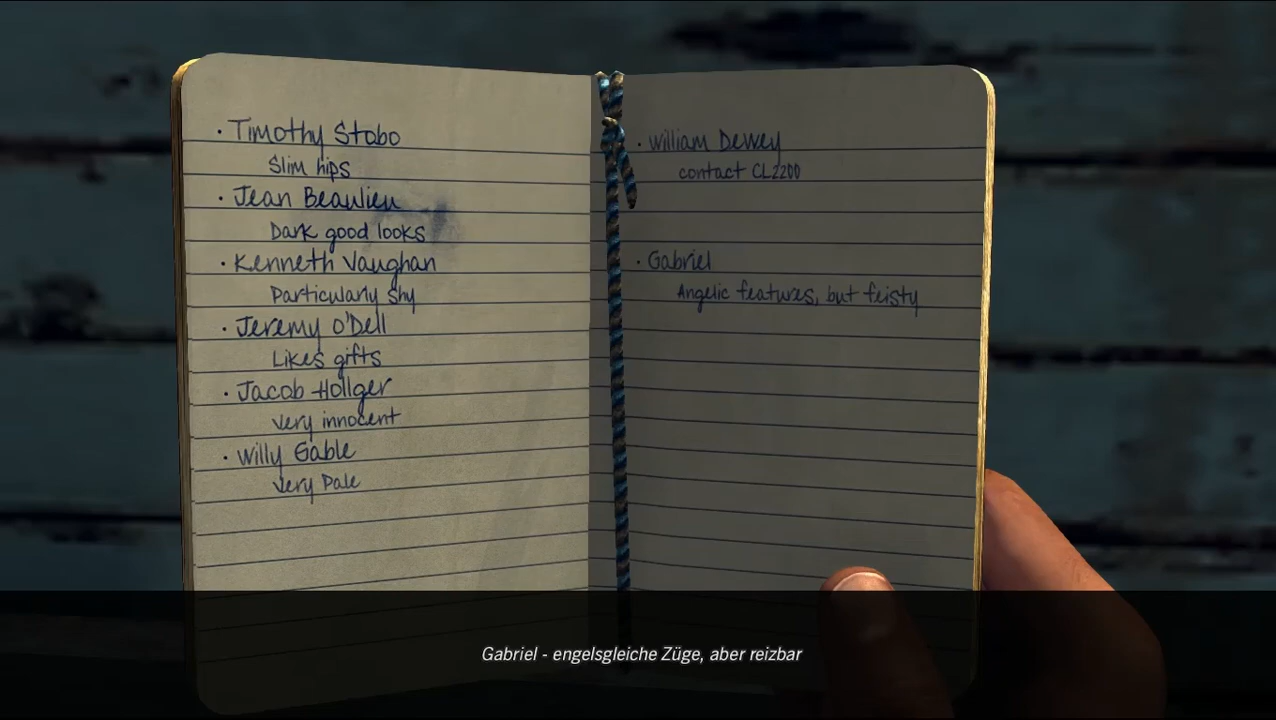 · Timothy Stobo
Slim hips
· Jean Beaulieu
Dark good looks
· Kenneth Vaughan
Particularly shy
· Jeremy O'Dell
Likes gifts
· Jacob Hollger
very innocent
· Willy Gable
Very Pale
· William Dewey
contact CL2200
· Gabriel
Angelic features, but feisty
Gabriel - engelsgleiche Züge, aber reizbar